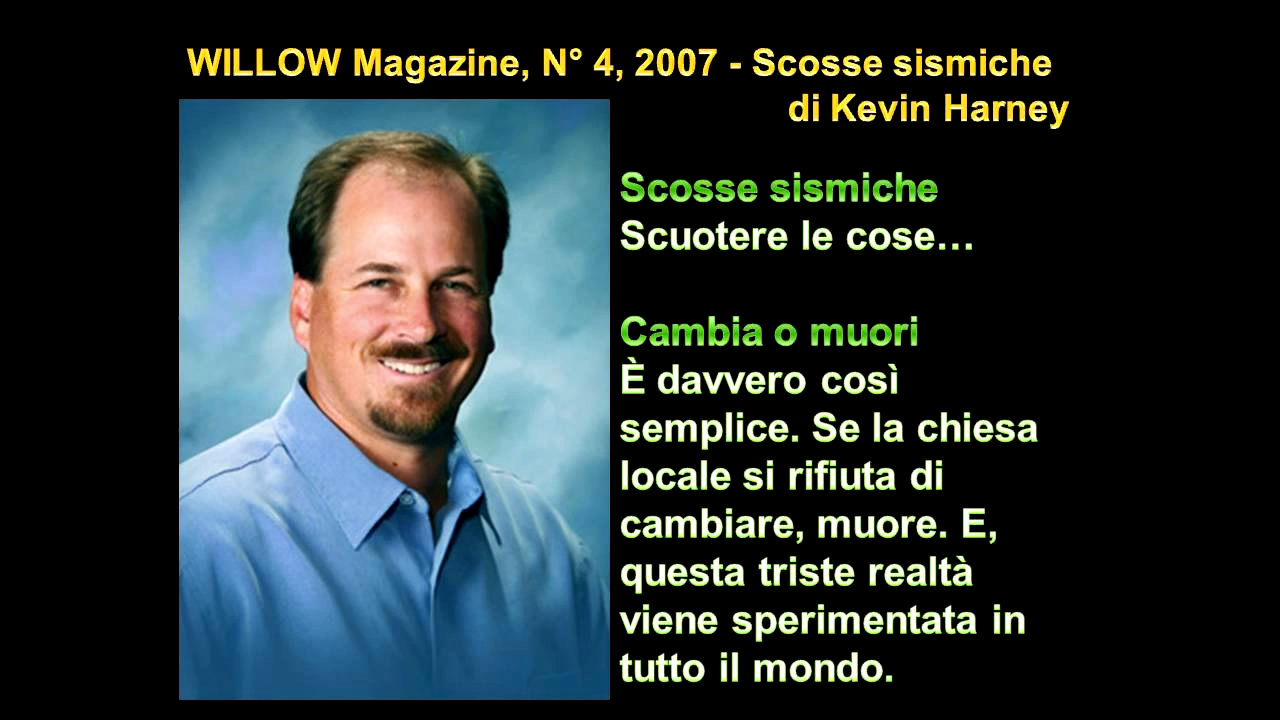 WILLOW Magazine, N° 4, 2007 - Scosse sismiche
di Kevin Harney
Scosse sismiche
Scuotere le cose…
Cambia o muori
È davvero così
semplice. Se la chiesa
locale si rifiuta di
cambiare, muore. E,
questa triste realtà
viene sperimentata in
tutto il mondo.